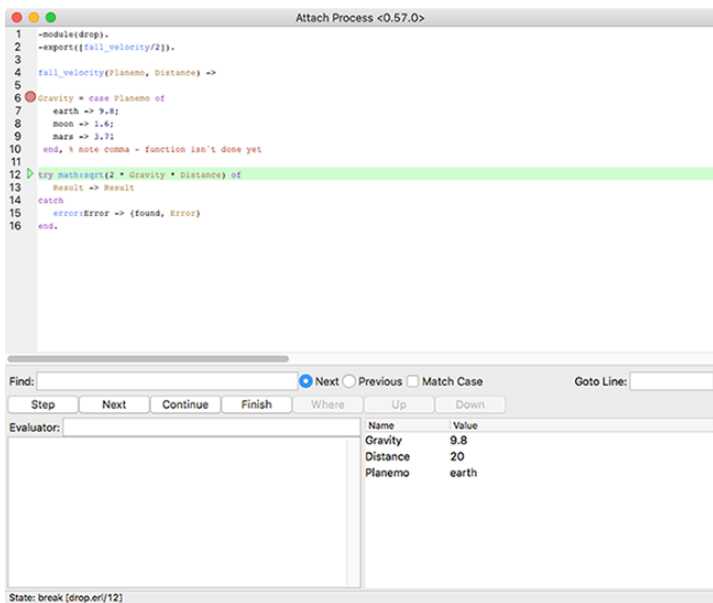 Attach Process <0.57.0>
1 -module(drop).
2 -export([fall_velocity/2]).
3
4 fall_velocity(Planemo, Distance) ->
5
6 Gravity = case Planemo of
7 earth -> 9.8;
8 moon -> 1.6;
9 mars -> 3.71
10 end, % note comma - function isn't done yet
11
12 try math:sqrt(2 * Gravity * Distance) of
13 Result -> Result
14 catch
15 error:Error -> {found, Error}
16 end.
Find: Next Previous Match Case Goto Line:
Step Next Continue Finish Where Up Down
Evaluator:
Name Value
Gravity 9.8
Distance 20
Planemo earth
State: break [drop.erl/12]